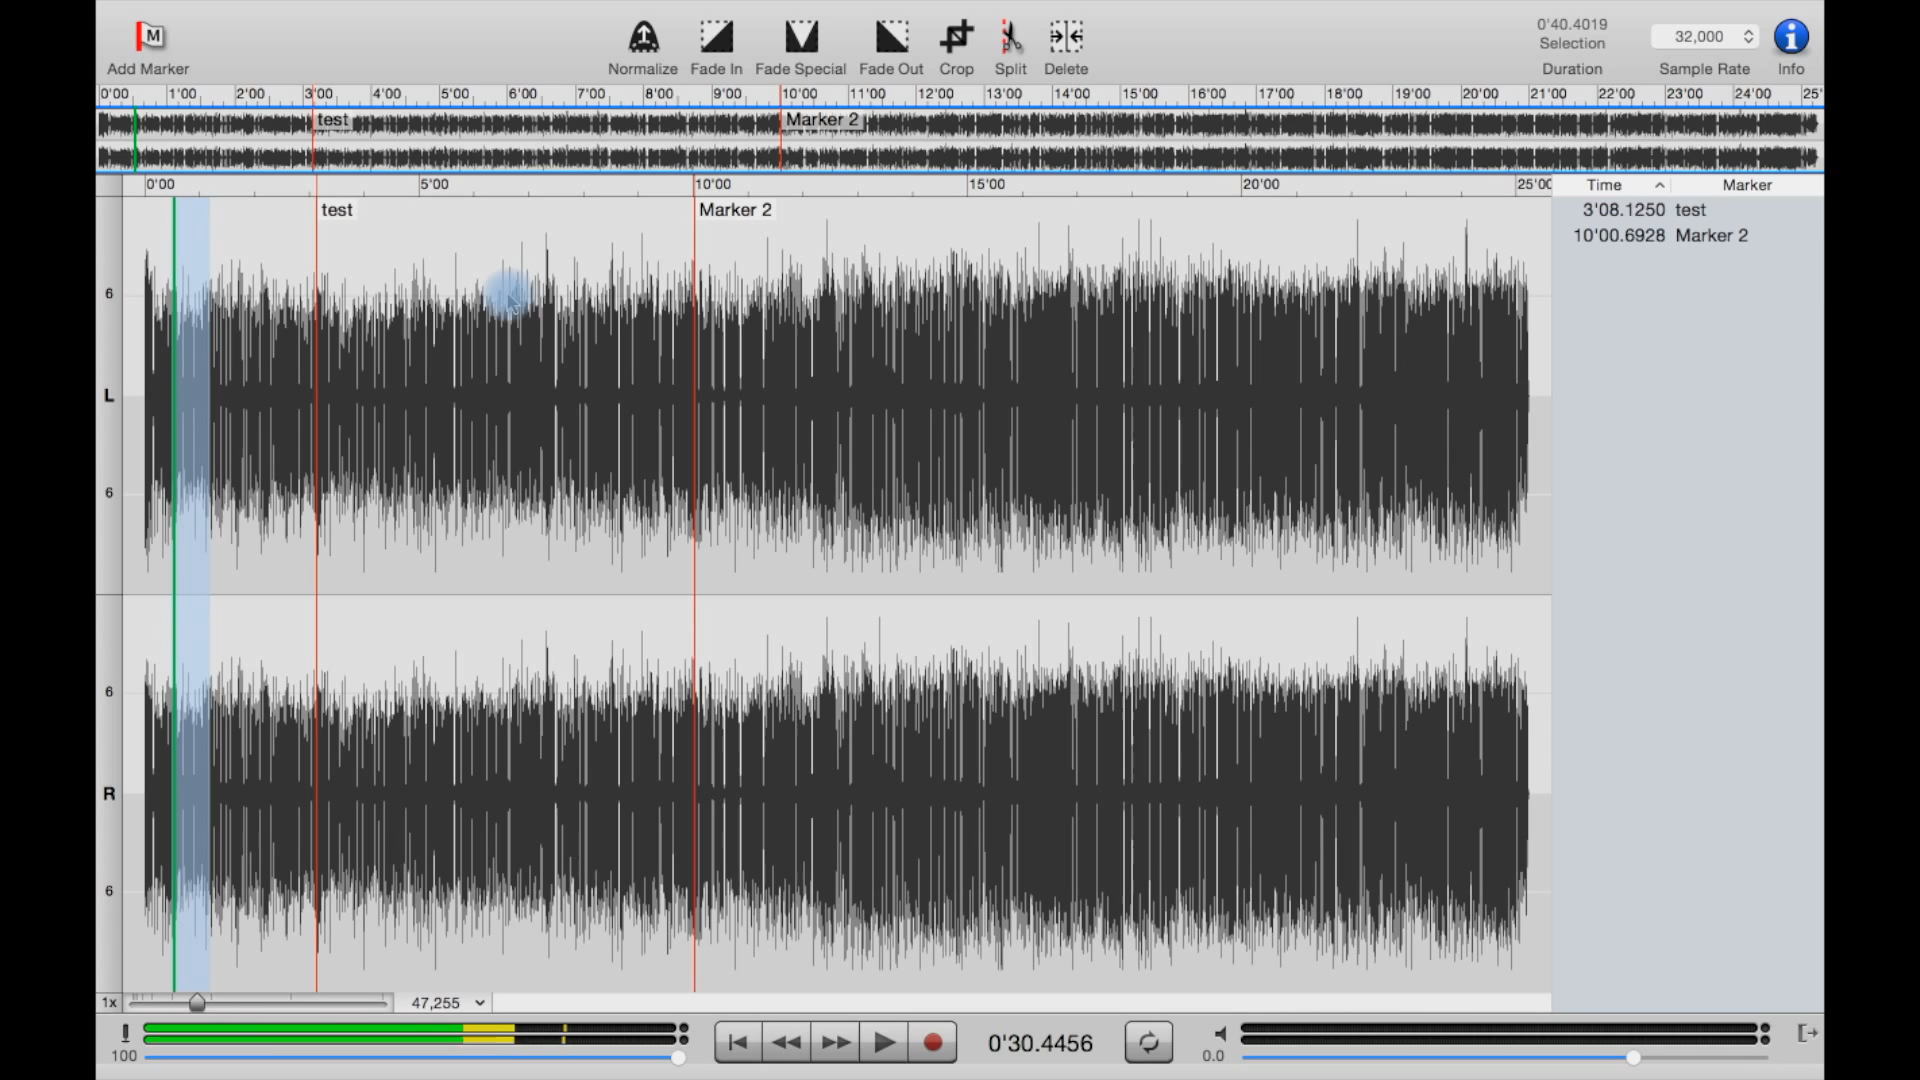 M
Add Marker
Normalize
Fade In
Fade Special
Fade Out
Crop
Split
Delete
0'40.4019
Selection
Duration
32,000
Sample Rate
Info
0'00 1'00 2'00 3'00 4'00 5'00 6'00 7'00 8'00 9'00 10'00 11'00 12'00 13'00 14'00 15'00 16'00 17'00 18'00 19'00 20'00 21'00 22'00 23'00 24'00 25'
test Marker 2
0'00 5'00 10'00 15'00 20'00 25'00
Time Marker
test Marker 2
3'08.1250 test
10'00.6928 Marker 2
6
L
6
6
R
6
1x 47,255
100
0'30.4456
0.0